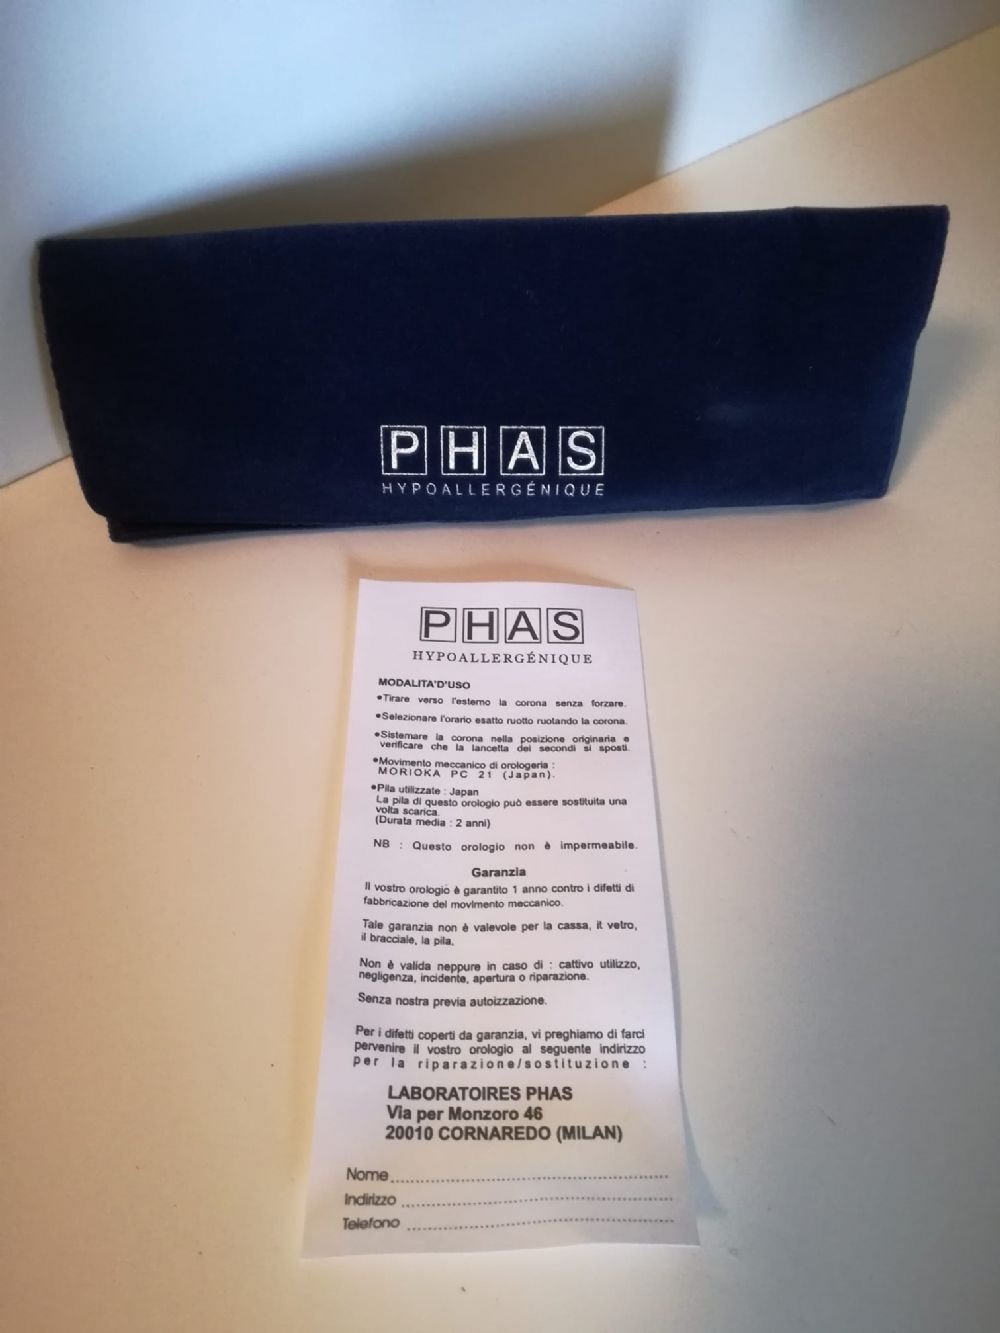 PHAS
HYPOALLERGÉNIQUE
PHAS
HYPOALLERGÉNIQUE
MODALITA'D'USO
•Tirare verso l'esterno la corona senza forzare.
•Selezionare l'orario esatto ruotto ruotando la corona.
•Sistemare la corona nella posizione originaria e
verificare che la lancetta dei secondi si sposti.
•Movimento meccanico di orologeria :
MORIOKA PC 21 (Japan).
•Pila utilizzate : Japan
La pila di questo orologio può essere sostituita una
volta scarica.
(Durata media : 2 anni)
NB : Questo orologio non è impermeabile.
Garanzia
Il vostro orologio è garantito 1 anno contro i difetti di
fabbricazione del movimento meccanico.
Tale garanzia non è valevole per la cassa, it vetro,
il bracciale, la pila.
Non è valida neppure in caso di : cattivo utilizzo,
negligenza, incidente, apertura o riparazione.
Senza nostra previa autoizzazione.
Per i difetti coperti da garanzia, vi preghiamo di farci
pervenire il vostro orologio al seguente indirizzo
per la riparazione/sostituzione :
LABORATOIRES PHAS
Via per Monzoro 46
20010 CORNAREDO (MILAN)
Nome
Indirizzo
Telefono